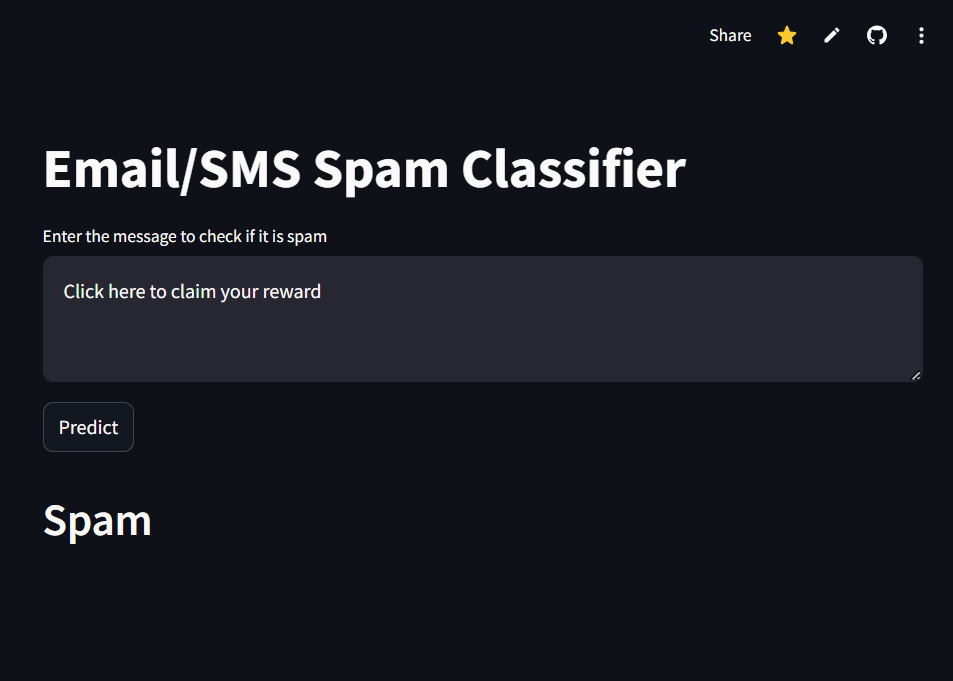 Share
Email/SMS Spam Classifier
Enter the message to check if it is spam
Click here to claim your reward
Predict
Spam